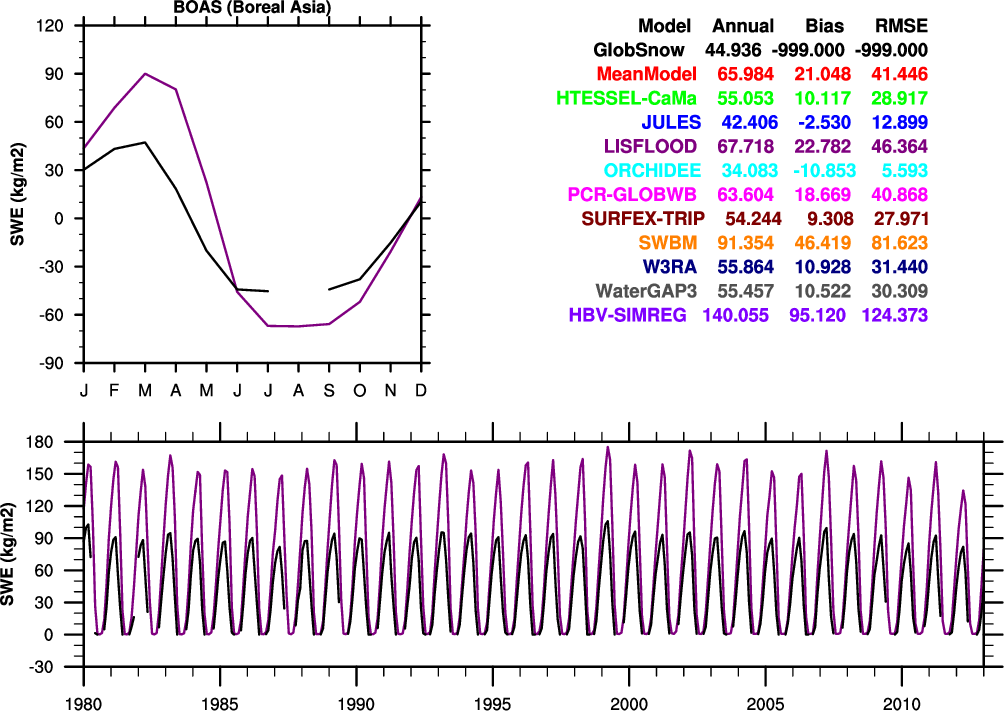 BOAS (Boreal Asia)
120
90
60
30
0
-30
-60
-90
SWE (kg/m2)
J F M A M J J A S O N D
Model Annual Bias RMSE
GlobSnow 44.936 -999.000 -999.000
MeanModel 65.984 21.048 41.446
HTESSEL-CaMa 55.053 10.117 28.917
JULES 42.406 -2.530 12.899
LISFLOOD 67.718 22.782 46.364
ORCHIDEE 34.083 -10.853 5.593
PCR-GLOBWB 63.604 18.669 40.868
SURFEX-TRIP 54.244 9.308 27.971
SWBM 91.354 46.419 81.623
W3RA 55.864 10.928 31.440
WaterGAP3 55.457 10.522 30.309
HBV-SIMREG 140.055 95.120 124.373
180
150
120
90
60
30
0
-30
SWE (kg/m2)
1980 1985 1990 1995 2000 2005 2010